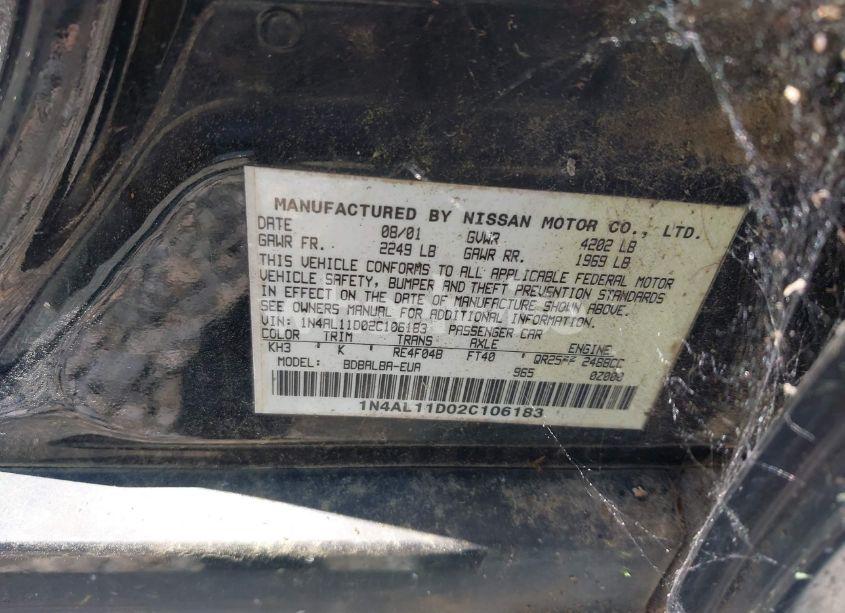 MANUFACTURED BY NISSAN MOTOR CO., LTD.
DATE 08/01 GVWR 4202 LB
GAWR FR. 2249 LB GAWR RR. 1969 LB
THIS VEHICLE CONFORMS TO ALL APPLICABLE FEDERAL MOTOR
VEHICLE SAFETY, BUMPER AND THEFT PREVENTION STANDARDS
IN EFFECT ON THE DATE OF MANUFACTURE SHOWN ABOVE.
SEE OWNERS MANUAL FOR ADDITIONAL INFORMATION.
VIN: 1N4AL11D02C106183 PASSENGER CAR
COLOR TRIM TRANS AXLE ENGINE
KH3 K RE4F04B FT40 QR25** 2488CC
MODEL: BDBALBA-EUA 965 02000
1N4AL11D02C106183